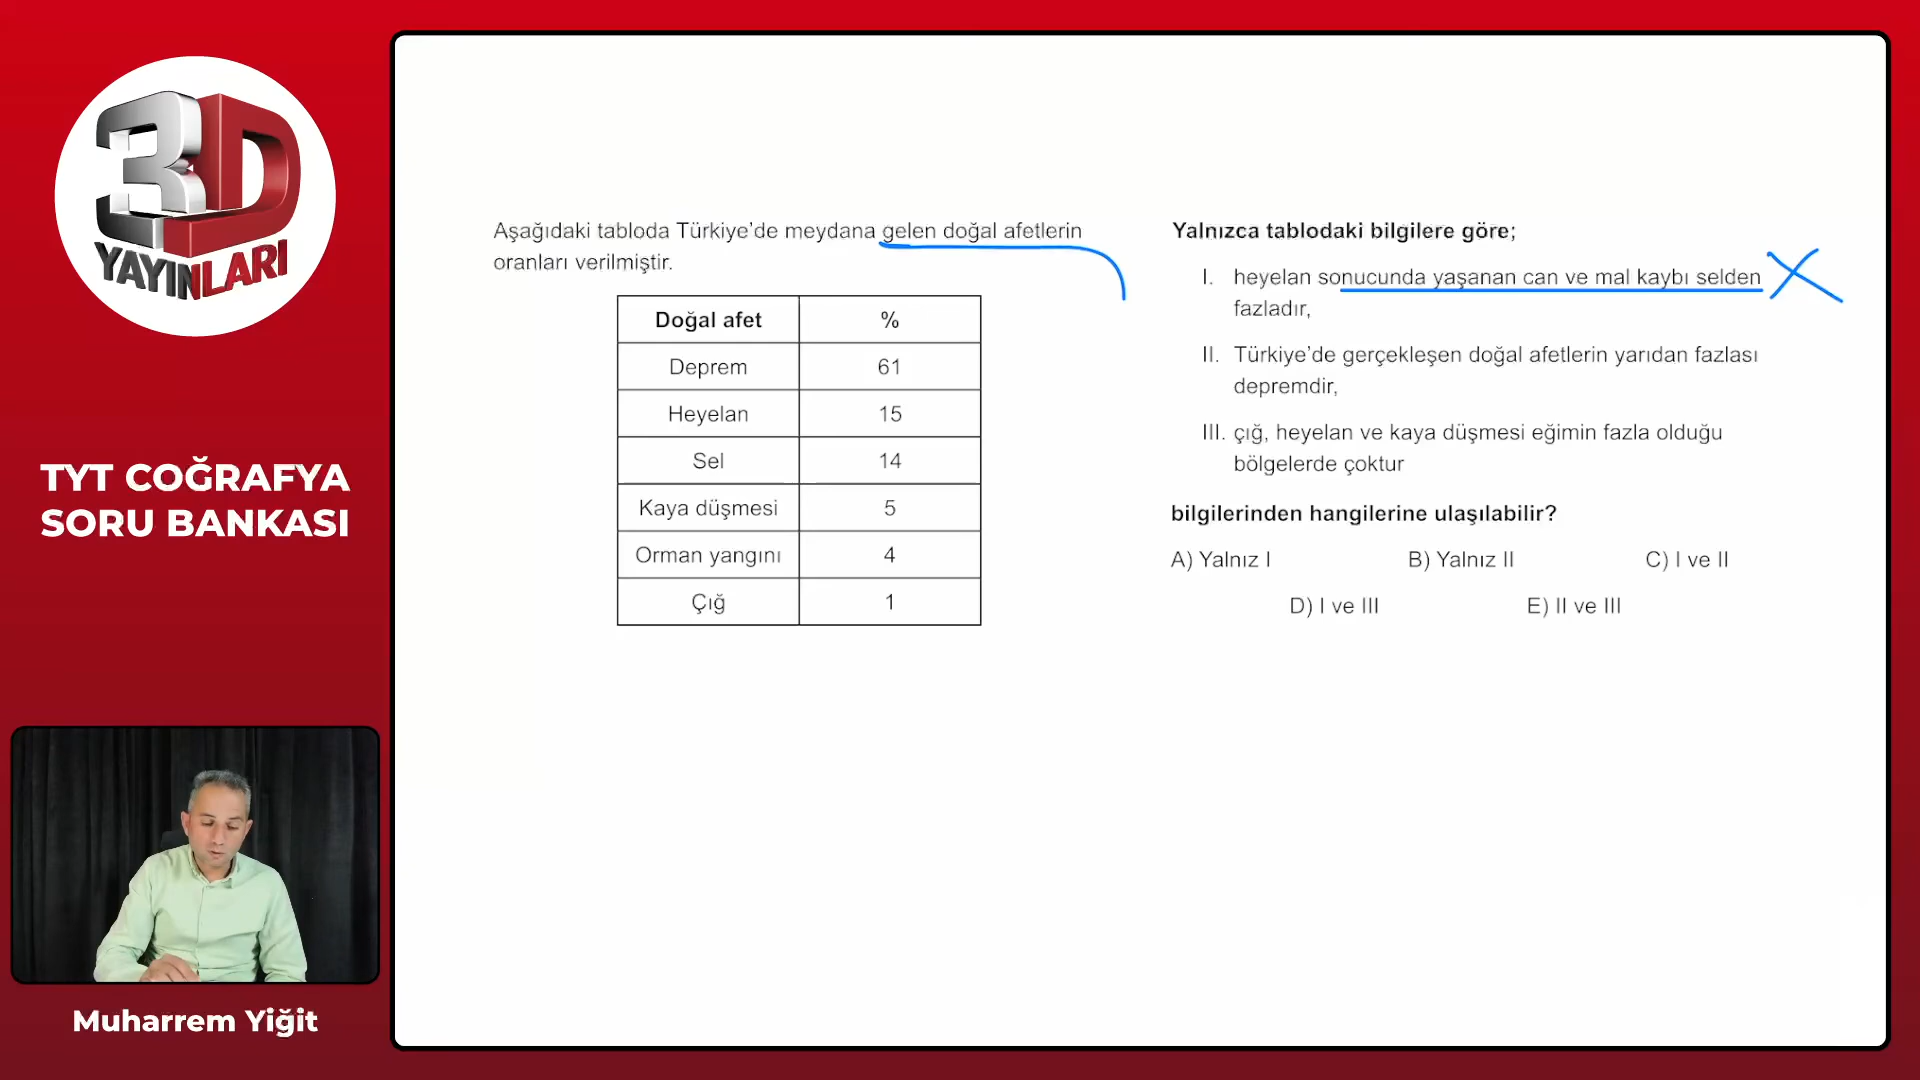 3D
YAYINLARI
TYT COĞRAFYA
SORU BANKASI
Muharrem Yiğit
Aşağıdaki tabloda Türkiye’de meydana gelen doğal afetlerin
oranları verilmiştir.
Doğal afet %
Deprem 61
Heyelan 15
Sel 14
Kaya düşmesi 5
Orman yangını 4
Çığ 1
Yalnızca tablodaki bilgilere göre;
I. heyelan sonucunda yaşanan can ve mal kaybı selden
fazladır,
II. Türkiye’de gerçekleşen doğal afetlerin yarıdan fazlası
depremdir,
III. çığ, heyelan ve kaya düşmesi eğimin fazla olduğu
bölgelerde çoktur
bilgilerinden hangilerine ulaşılabilir?
A) Yalnız I B) Yalnız II C) I ve II
D) I ve III E) II ve III